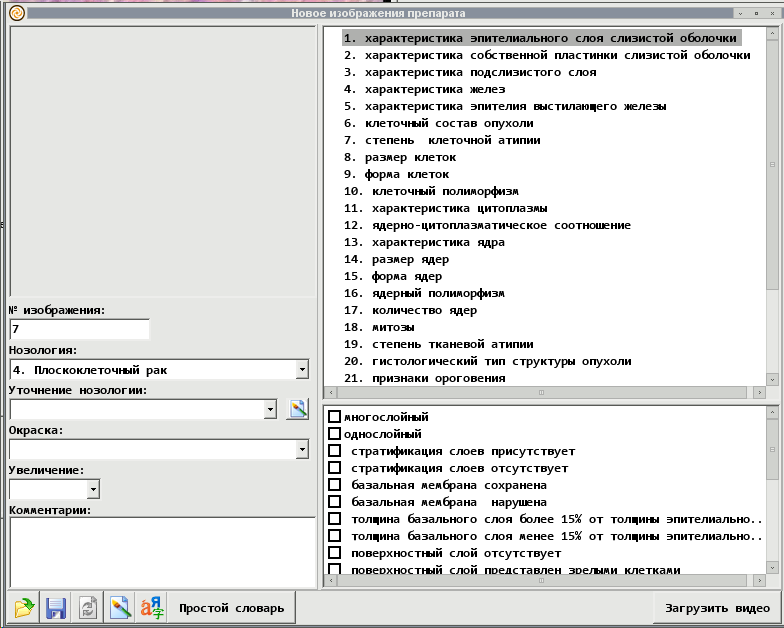 Новое изображения препарата
1. характеристика эпителиального слоя слизистой оболочки
2. характеристика собственной пластинки слизистой оболочки
3. характеристика подслизистого слоя
4. характеристика желез
5. характеристика эпителия выстилающего железы
6. клеточный состав опухоли
7. степень клеточной атипии
8. размер клеток
9. форма клеток
10. клеточный полиморфизм
11. характеристика цитоплазмы
12. ядерно-цитоплазматическое соотношение
13. характеристика ядра
14. размер ядер
15. форма ядер
16. ядерный полиморфизм
17. количество ядер
18. митозы
19. степень тканевой атипии
20. гистологический тип структуры опухоли
21. признаки ороговения
№ изображения:
7
Нозология:
4. Плоскоклеточный рак
Уточнение нозологии:
Окраска:
Увеличение:
Комментарии:
многослойный
однослойный
стратификация слоев присутствует
стратификация слоев отсутствует
базальная мембрана сохранена
базальная мембрана нарушена
толщина базального слоя более 15% от толщины эпителиально..
толщина базального слоя менее 15% от толщины эпителиально..
поверхностный слой отсутствует
поверхностный слой представлен зрелыми клетками
Простой словарь
Загрузить видео